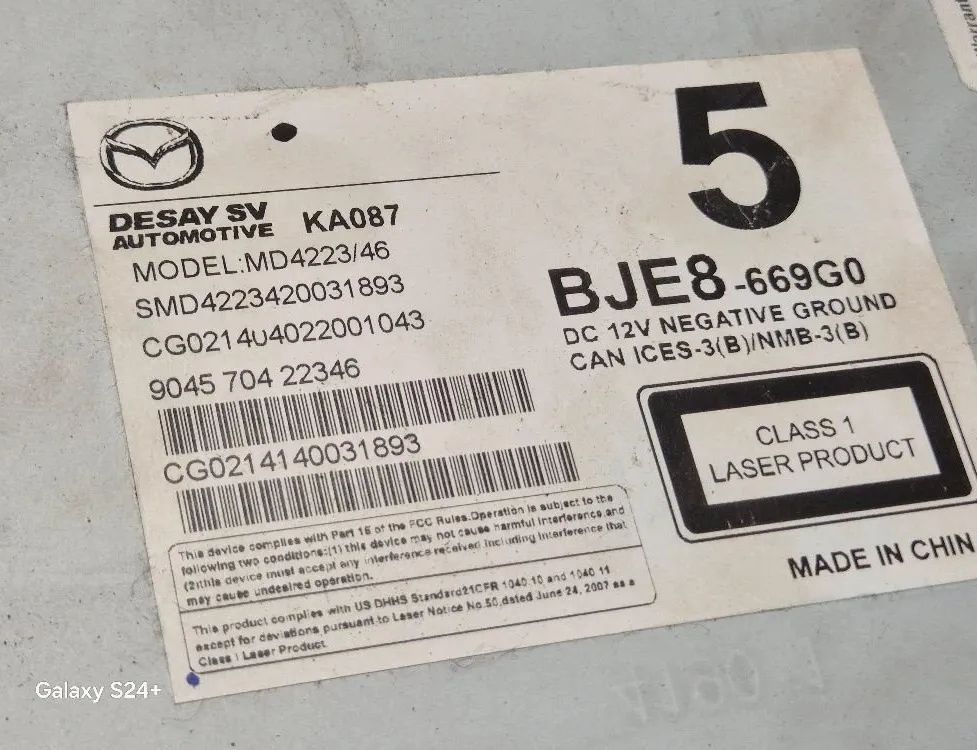 5
DESAY SV
AUTOMOTIVE
KA087
MODEL:MD4223/46
SMD4223420031893
CG021404022001043
9045 704 22346
CG0214140031893
BJE8-669G0
DC 12V NEGATIVE GROUND
CAN ICES-3(B)/NMB-3(B)
CLASS 1
LASER PRODUCT
MADE IN CHIN
This device complies with Part 15 of the FCC Rules.Operation is subject to the
following two conditions:(1) this device may not cause harmful interference,and
(2)this device must accept any interference received including interference that
may cause undesired operation.
This product complies with US DHHS Standard21CFR 1040.10 and 1040 11
except for deviations pursuant to Laser Notice No.50,dated June 24, 2007 as a
Class I Laser Product.
Galaxy S24+